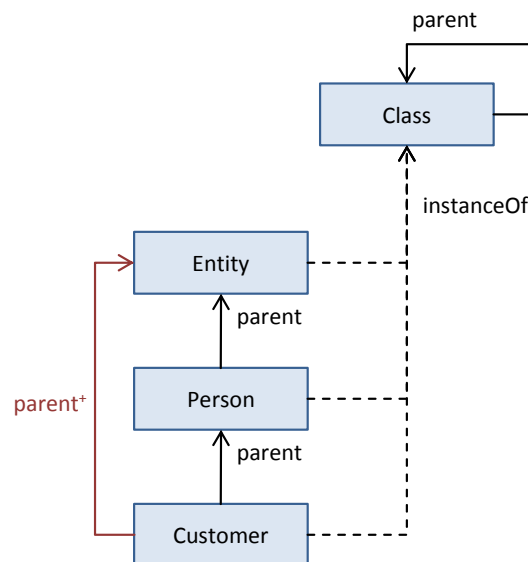 parent
Class
instanceOf
Entity
parent
Person
parent⁺
parent
Customer